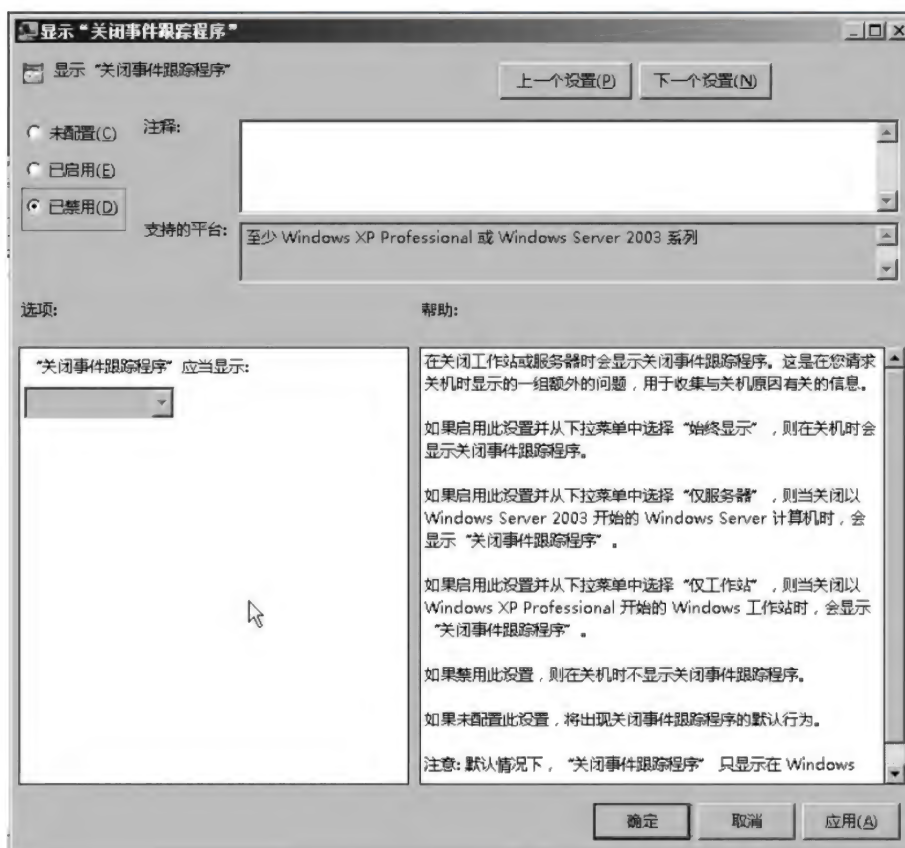 显示“关闭事件跟踪程序”
显示 “关闭事件跟踪程序”
上一个设置(P)
下一个设置(N)
未配置(C)
注释:
已启用(E)
已禁用(D)
支持的平台:
至少 Windows XP Professional 或 Windows Server 2003 系列
选项:
帮助:
“关闭事件跟踪程序” 应当显示:
在关闭工作站或服务器时会显示关闭事件跟踪程序。这是在您请求
关机时显示的一组额外的问题，用于收集与关机原因有关的信息。
如果启用此设置并从下拉菜单中选择 “始终显示” ，则在关机时会
显示关闭事件跟踪程序。
如果启用此设置并从下拉菜单中选择 “仅服务器” ，则当关闭以
Windows Server 2003 开始的 Windows Server 计算机时，会
显示 “关闭事件跟踪程序” 。
如果启用此设置并从下拉菜单中选择 “仅工作站” ，则当关闭以
Windows XP Professional 开始的 Windows 工作站时，会显示
“关闭事件跟踪程序” 。
如果禁用此设置，则在关机时不显示关闭事件跟踪程序。
如果未配置此设置，将出现关闭事件跟踪程序的默认行为。
注意: 默认情况下， “关闭事件跟踪程序” 只显示在 Windows
确定
取消
应用(A)